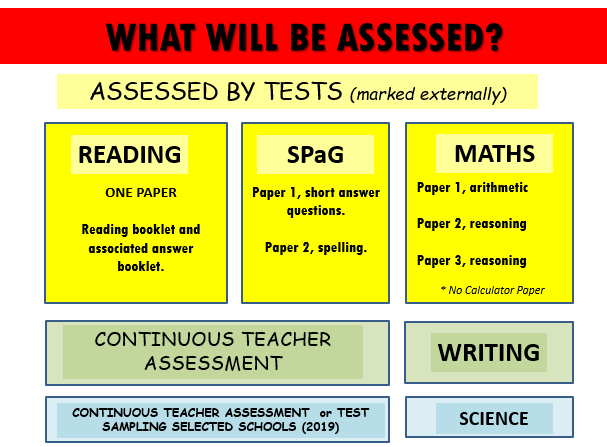 WHAT WILL BE ASSESSED?
ASSESSED BY TESTS (marked externally)
READING
ONE PAPER
Reading booklet and
associated answer
booklet.
SPaG
Paper 1, short answer
questions.
Paper 2, spelling.
MATHS
Paper 1, arithmetic
Paper 2, reasoning
Paper 3, reasoning
* No Calculator Paper
CONTINUOUS TEACHER
ASSESSMENT
WRITING
CONTINUOUS TEACHER ASSESSMENT or TEST
SAMPLING SELECTED SCHOOLS (2019)
SCIENCE